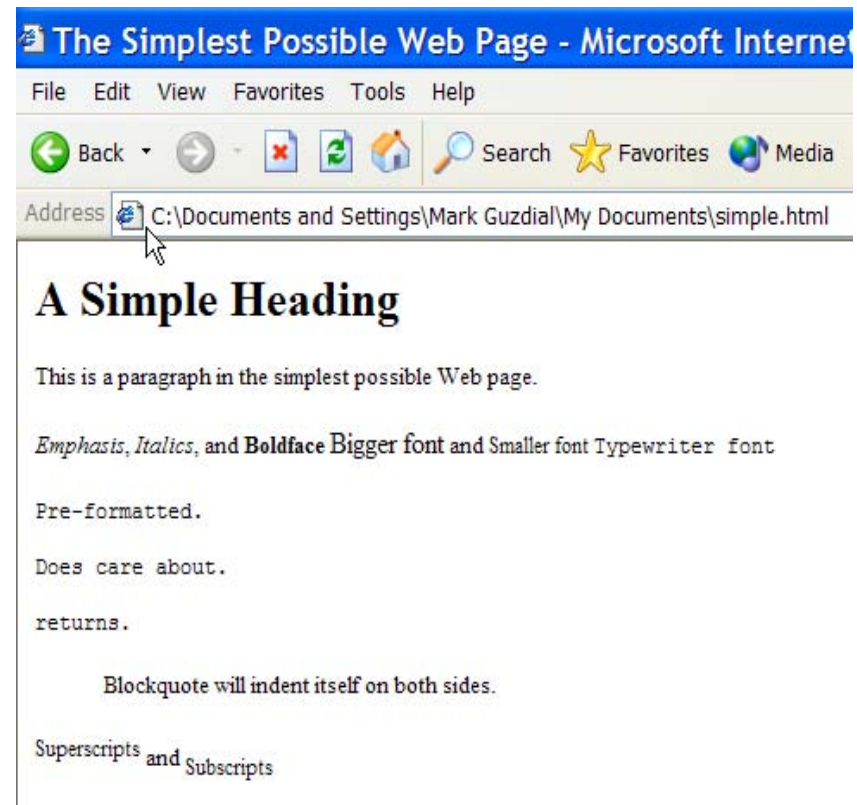 The Simplest Possible Web Page - Microsoft Internet
File Edit View Favorites Tools Help
Back Search Favorites Media
Address C:\Documents and Settings\Mark Guzdial\My Documents\simple.html
A Simple Heading
This is a paragraph in the simplest possible Web page.
Emphasis, Italics, and Boldface Bigger font and Smaller font Typewriter font
Pre-formatted.
Does care about.
returns.
Blockquote will indent itself on both sides.
Superscripts and Subscripts